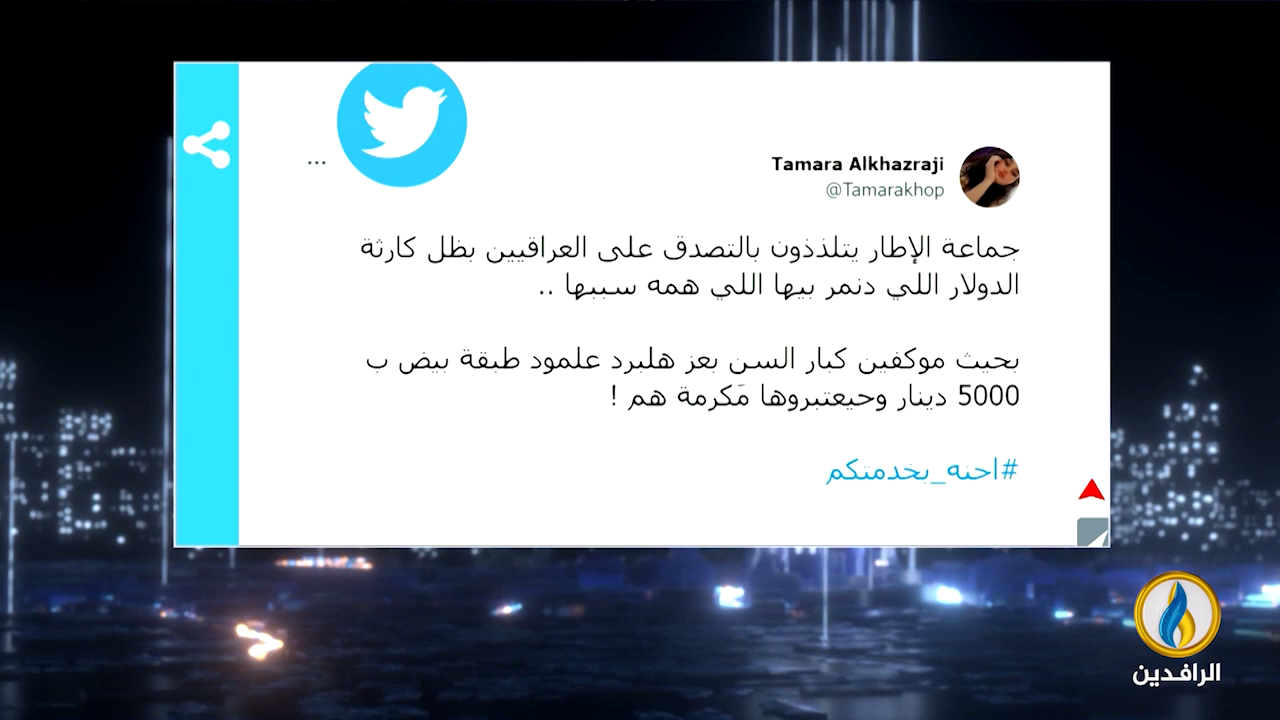 ...
Tamara Alkhazraji
@Tamarakhop
جماعة الإطار يتلذذون بالتصدق على العراقيين بظل كارثة
الدولار اللي دنمر بيها اللي همه سببها ..
بحيث موكفين كبار السن بعز هلبرد علمود طبقة بيض ب
5000 دينار وحيعتبروها مَكرمة هم !
#احنه_بخدمتكم
الرافدين